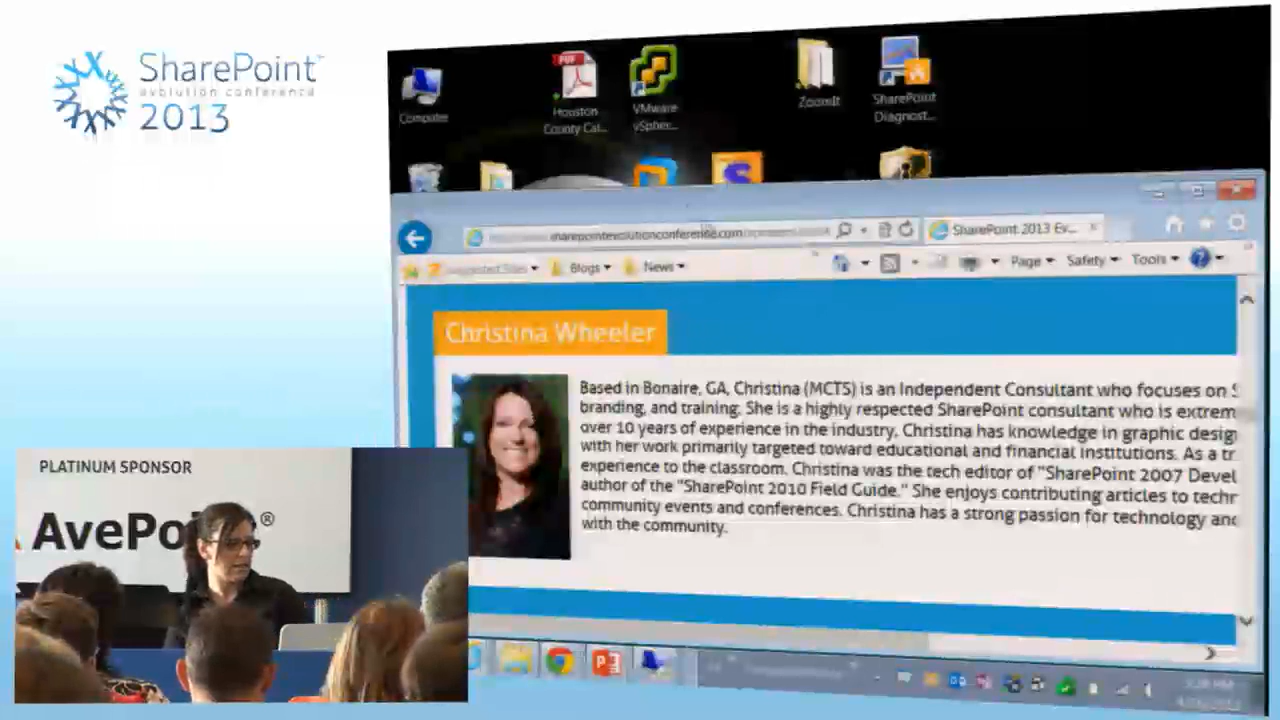 SharePoint™
evolution conference
2013
Computer
Houston
County Cal...
VMware
vSpher...
ZoomIt
SharePoint
Diagnost...
sharepointevolutionconference.com
SharePoint 2013 Ev...
Suggested Sites
Blogs
News
Page
Safety
Tools
Christina Wheeler
Based in Bonaire, GA, Christina (MCTS) is an Independent Consultant who focuses on S
branding, and training. She is a highly respected SharePoint consultant who is extrem
over 10 years of experience in the industry. Christina has knowledge in graphic desig
with her work primarily targeted toward educational and financial institutions. As a tr
experience to the classroom. Christina was the tech editor of "SharePoint 2007 Devel
author of the "SharePoint 2010 Field Guide." She enjoys contributing articles to techr
community events and conferences. Christina has a strong passion for technology and
with the community.
PLATINUM SPONSOR
AvePo ®